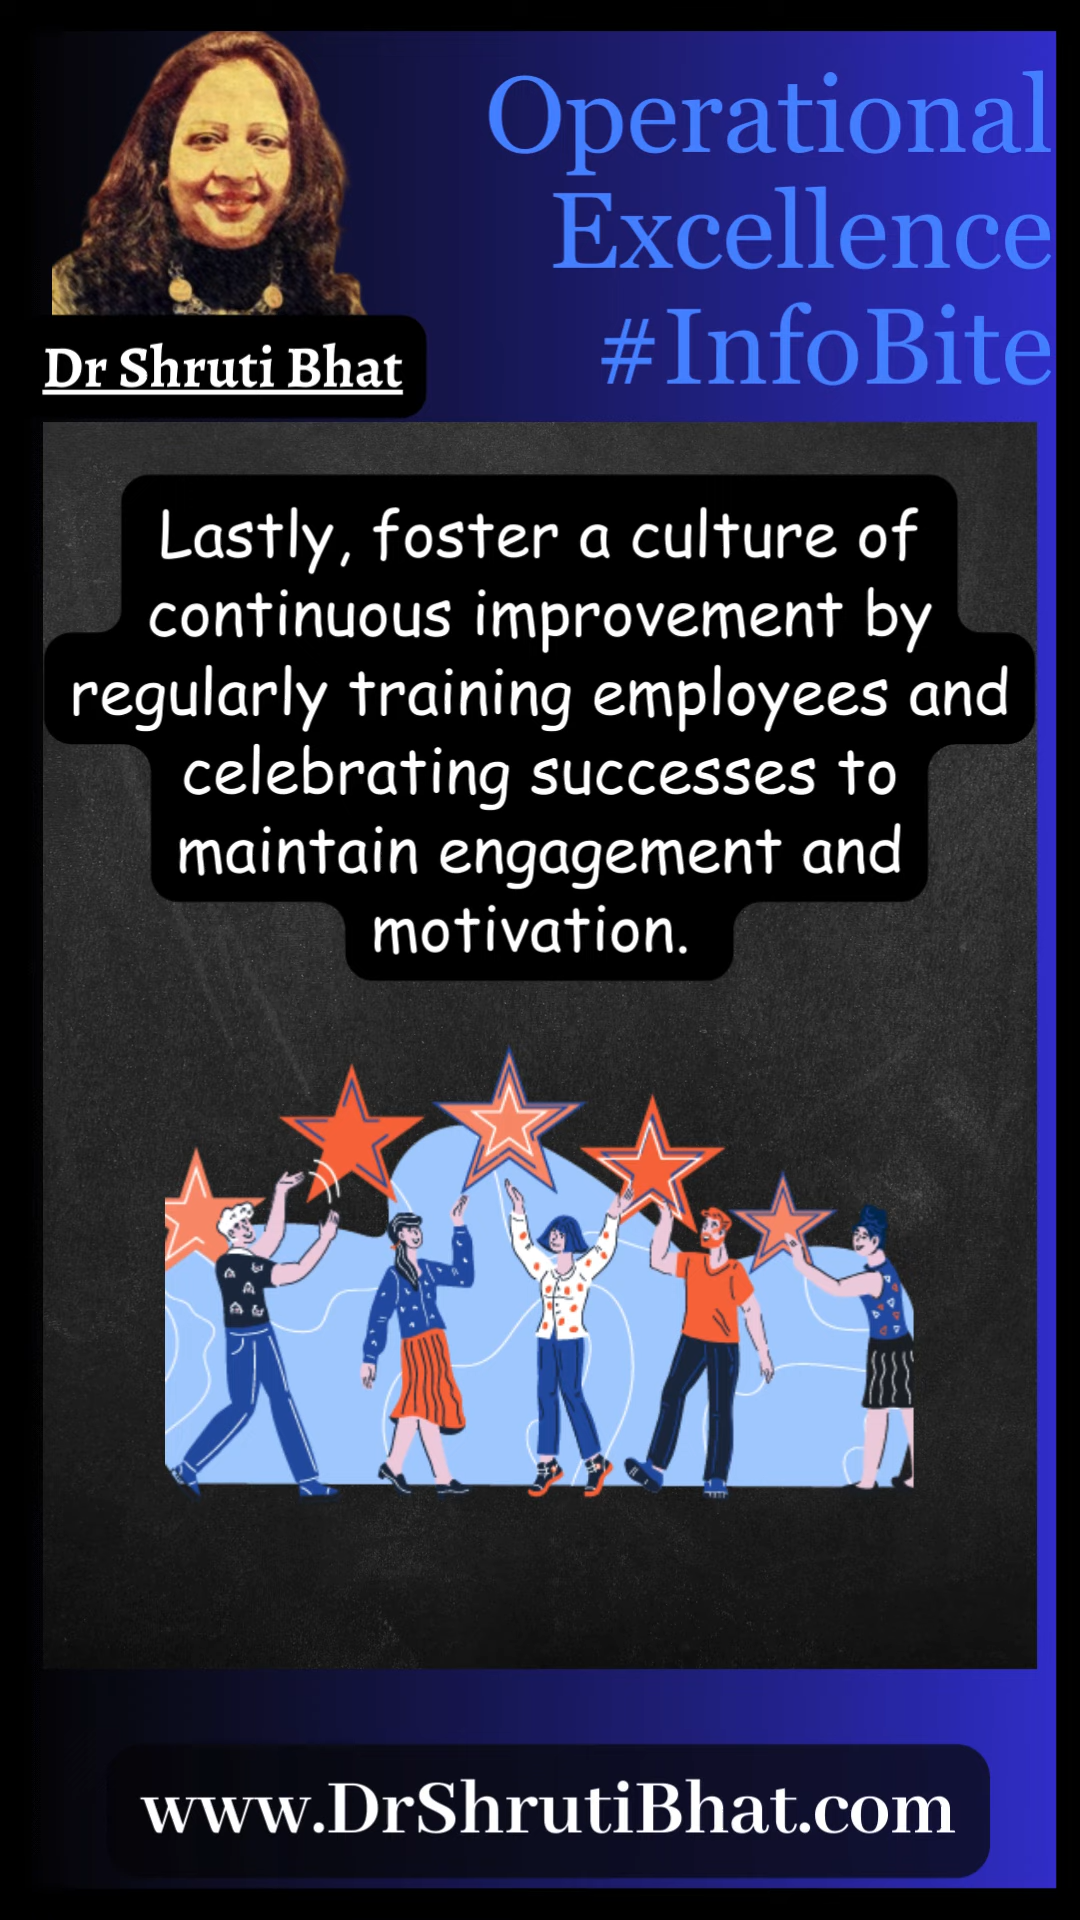 Operational
Excellence
#InfoBite
Dr Shruti Bhat
Lastly, foster a culture of
continuous improvement by
regularly training employees and
celebrating successes to
maintain engagement and
motivation.
www.DrShrutiBhat.com